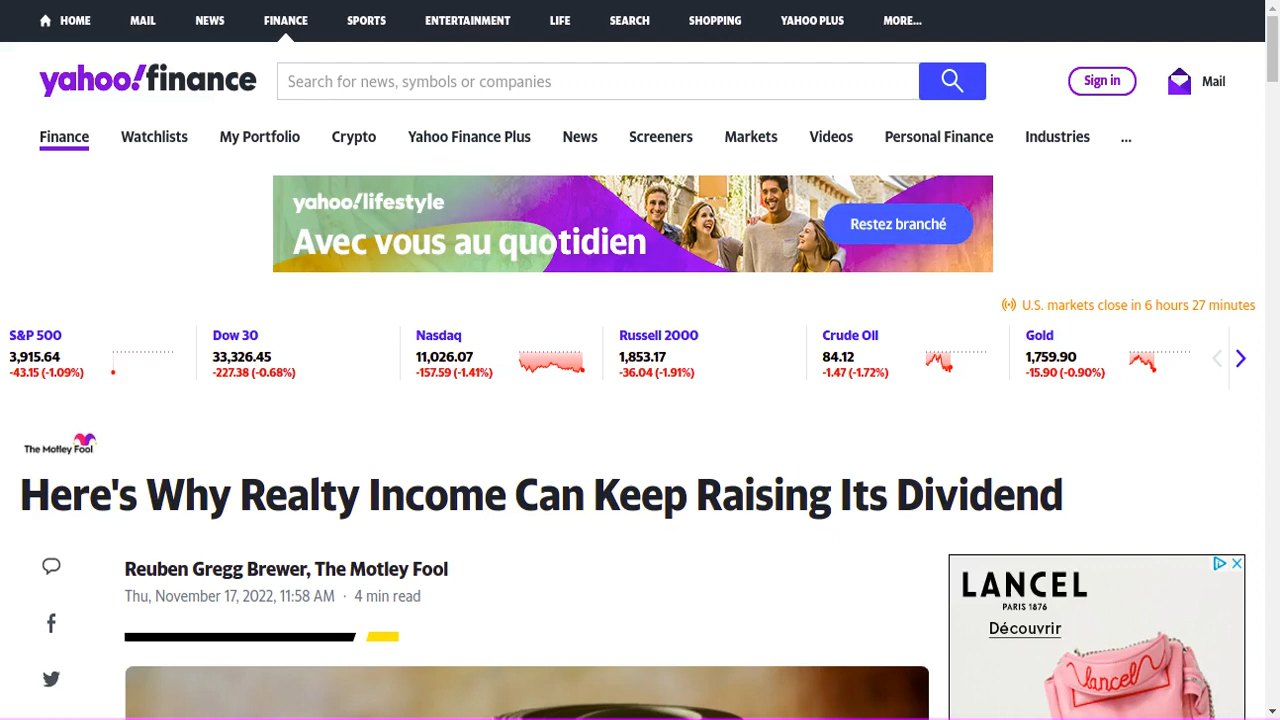 HOME MAIL NEWS FINANCE SPORTS ENTERTAINMENT LIFE SEARCH SHOPPING YAHOO PLUS MORE...
yahoo!finance
Search for news, symbols or companies
Sign in
Mail
Finance Watchlists My Portfolio Crypto Yahoo Finance Plus News Screeners Markets Videos Personal Finance Industries ...
yahoo!lifestyle
Avec vous au quotidien
Restez branché
U.S. markets close in 6 hours 27 minutes
S&P 500
3,915.64
-43.15 (-1.09%)
Dow 30
33,326.45
-227.38 (-0.68%)
Nasdaq
11,026.07
-157.59 (-1.41%)
Russell 2000
1,853.17
-36.04 (-1.91%)
Crude Oil
84.12
-1.47 (-1.72%)
Gold
1,759.90
-15.90 (-0.90%)
The Motley Fool
Here's Why Realty Income Can Keep Raising Its Dividend
Reuben Gregg Brewer, The Motley Fool
Thu, November 17, 2022, 11:58 AM · 4 min read
LANCEL
PARIS 1876
Découvrir
lancel